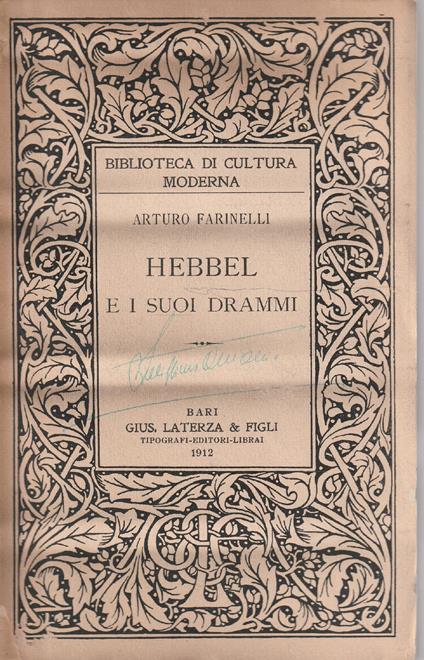 BIBLIOTECA DI CULTURA
MODERNA
ARTURO FARINELLI
HEBBEL
E I SUOI DRAMMI
BARI
GIUS. LATERZA & FIGLI
TIPOGRAFI-EDITORI-LIBRAI
1912